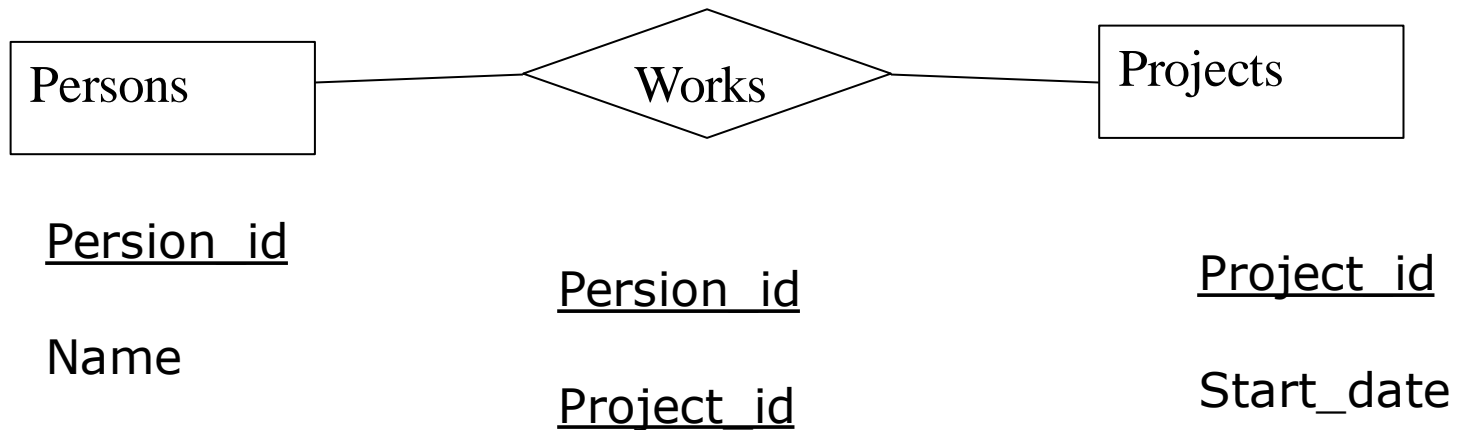 Persons
Works
Projects
Persion_id
Name
Persion_id
Project_id
Project_id
Start_date